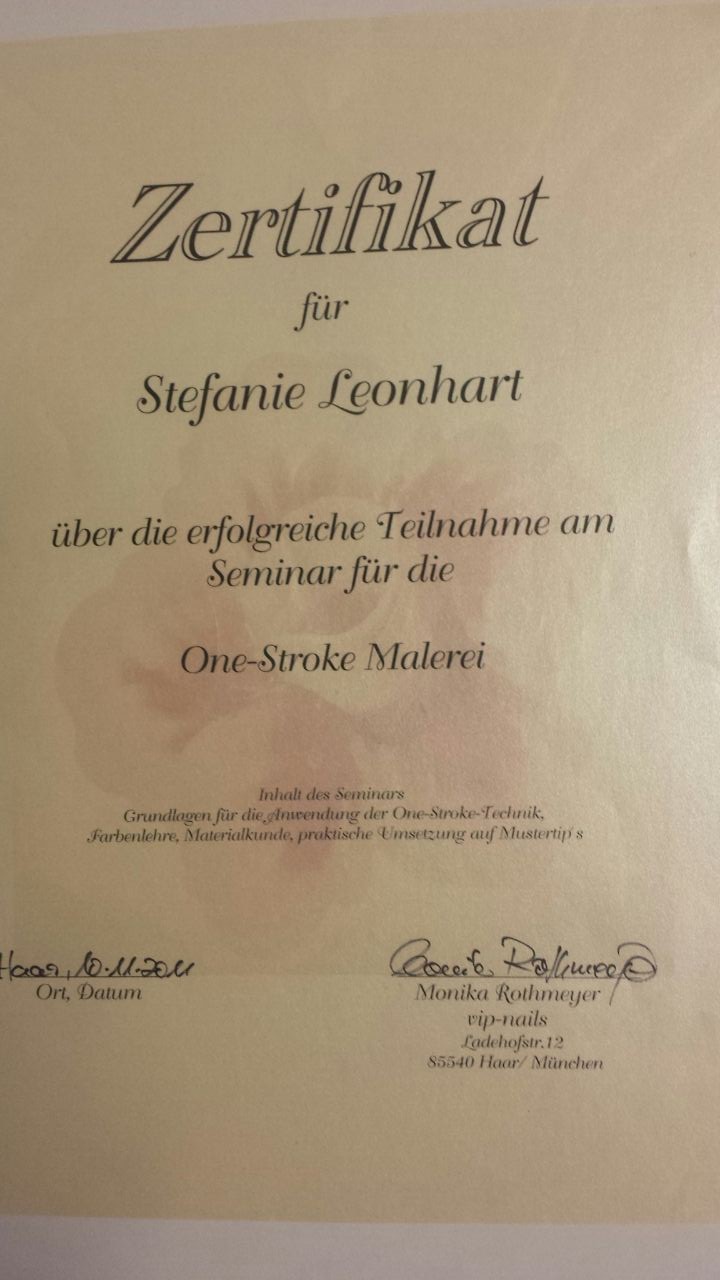 Zertifikat
für
Stefanie Leonhart
über die erfolgreiche Teilnahme am
Seminar für die
One-Stroke Malerei
Inhalt des Seminars
Grundlagen für die Anwendung der One-Stroke-Technik,
Farbenlehre, Materialkunde, praktische Umsetzung auf Mustertip's
Haar, 10.11.2011
Ort, Datum
Monika Rothmeyer
vip-nails
Ladehofstr.12
85540 Haar/ München